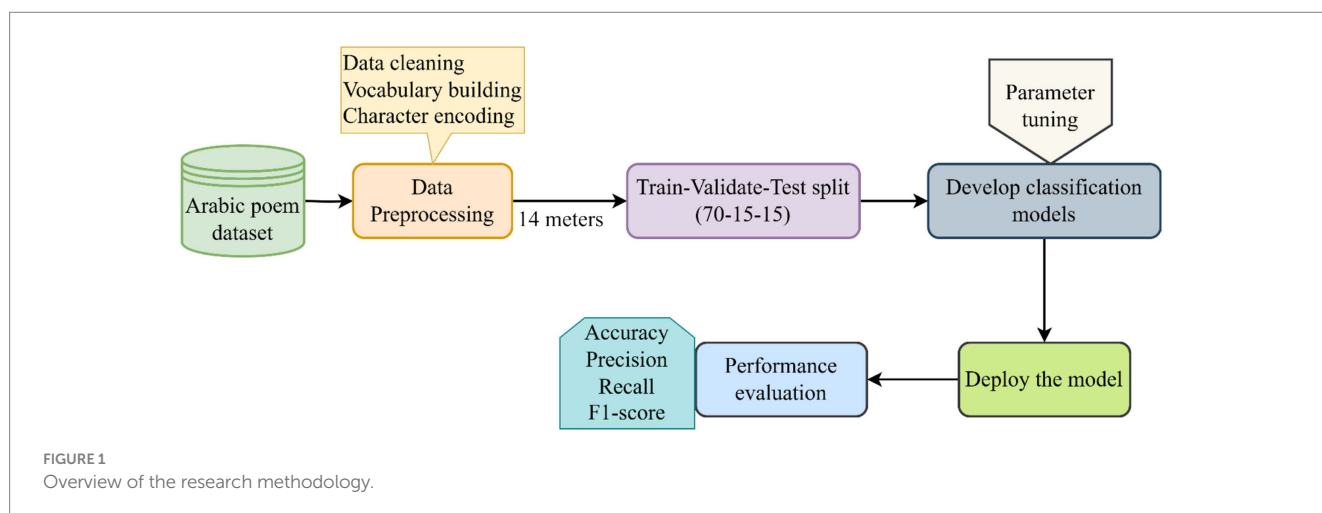 Data cleaning
Vocabulary building
Character encoding
Parameter
tuning
Arabic poem
dataset
Data
Preprocessing
14 meters
Train-Validate-Test split
(70-15-15)
Develop classification
models
Accuracy
Precision
Recall
F1-score
Performance
evaluation
Deploy the model
FIGURE 1
Overview of the research methodology.